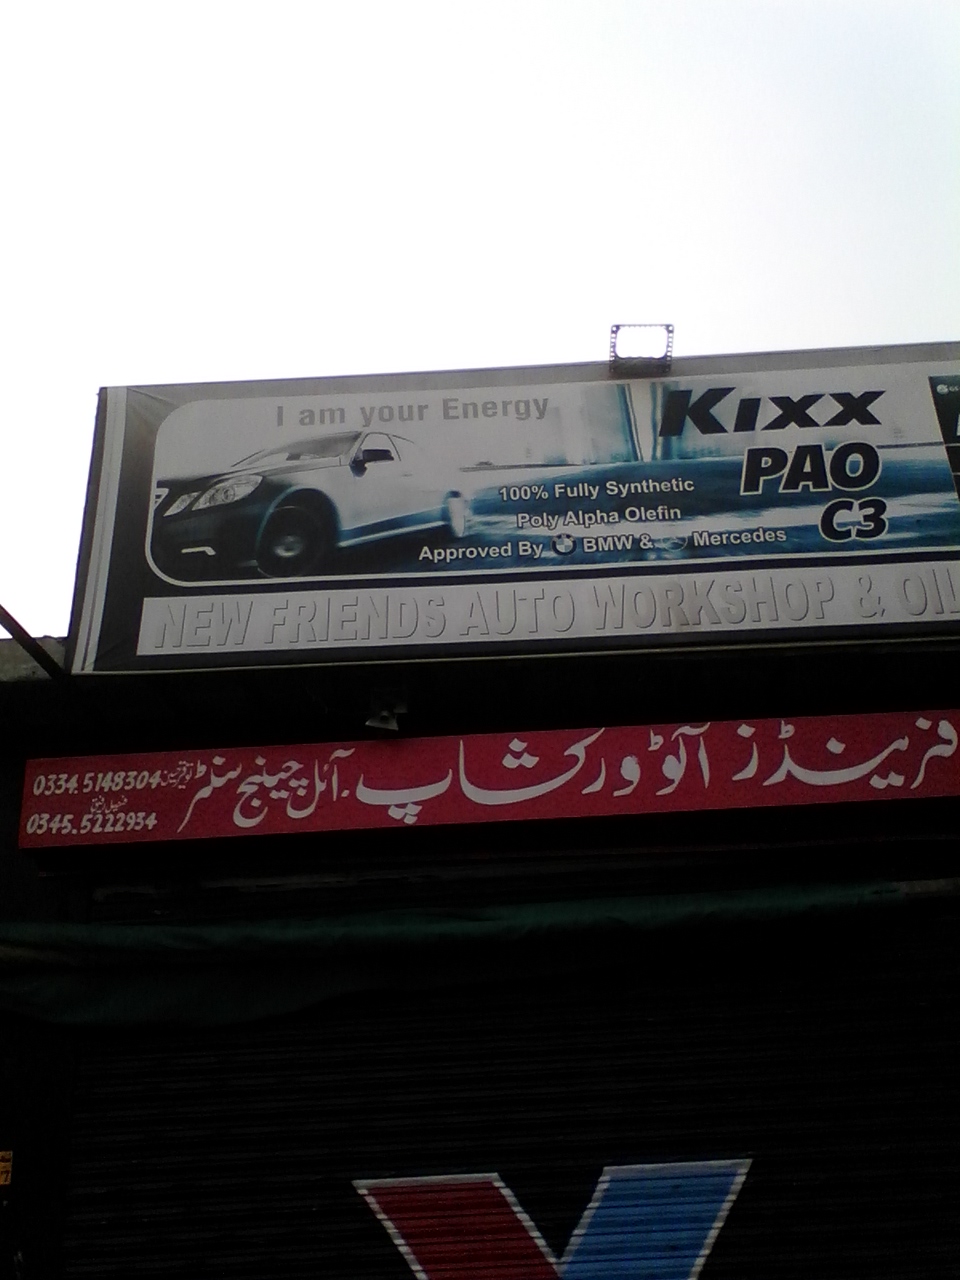 I am your Energy
Kixx
PAO
C3
100% Fully Synthetic
Poly Alpha Olefin
Approved By BMW & Mercedes
NEW FRIENDS AUTO WORKSHOP & OIL
فرینڈز آٹو ورکشاپ۔ آئل چینج سنٹر
0334.5148304
0345.5222934